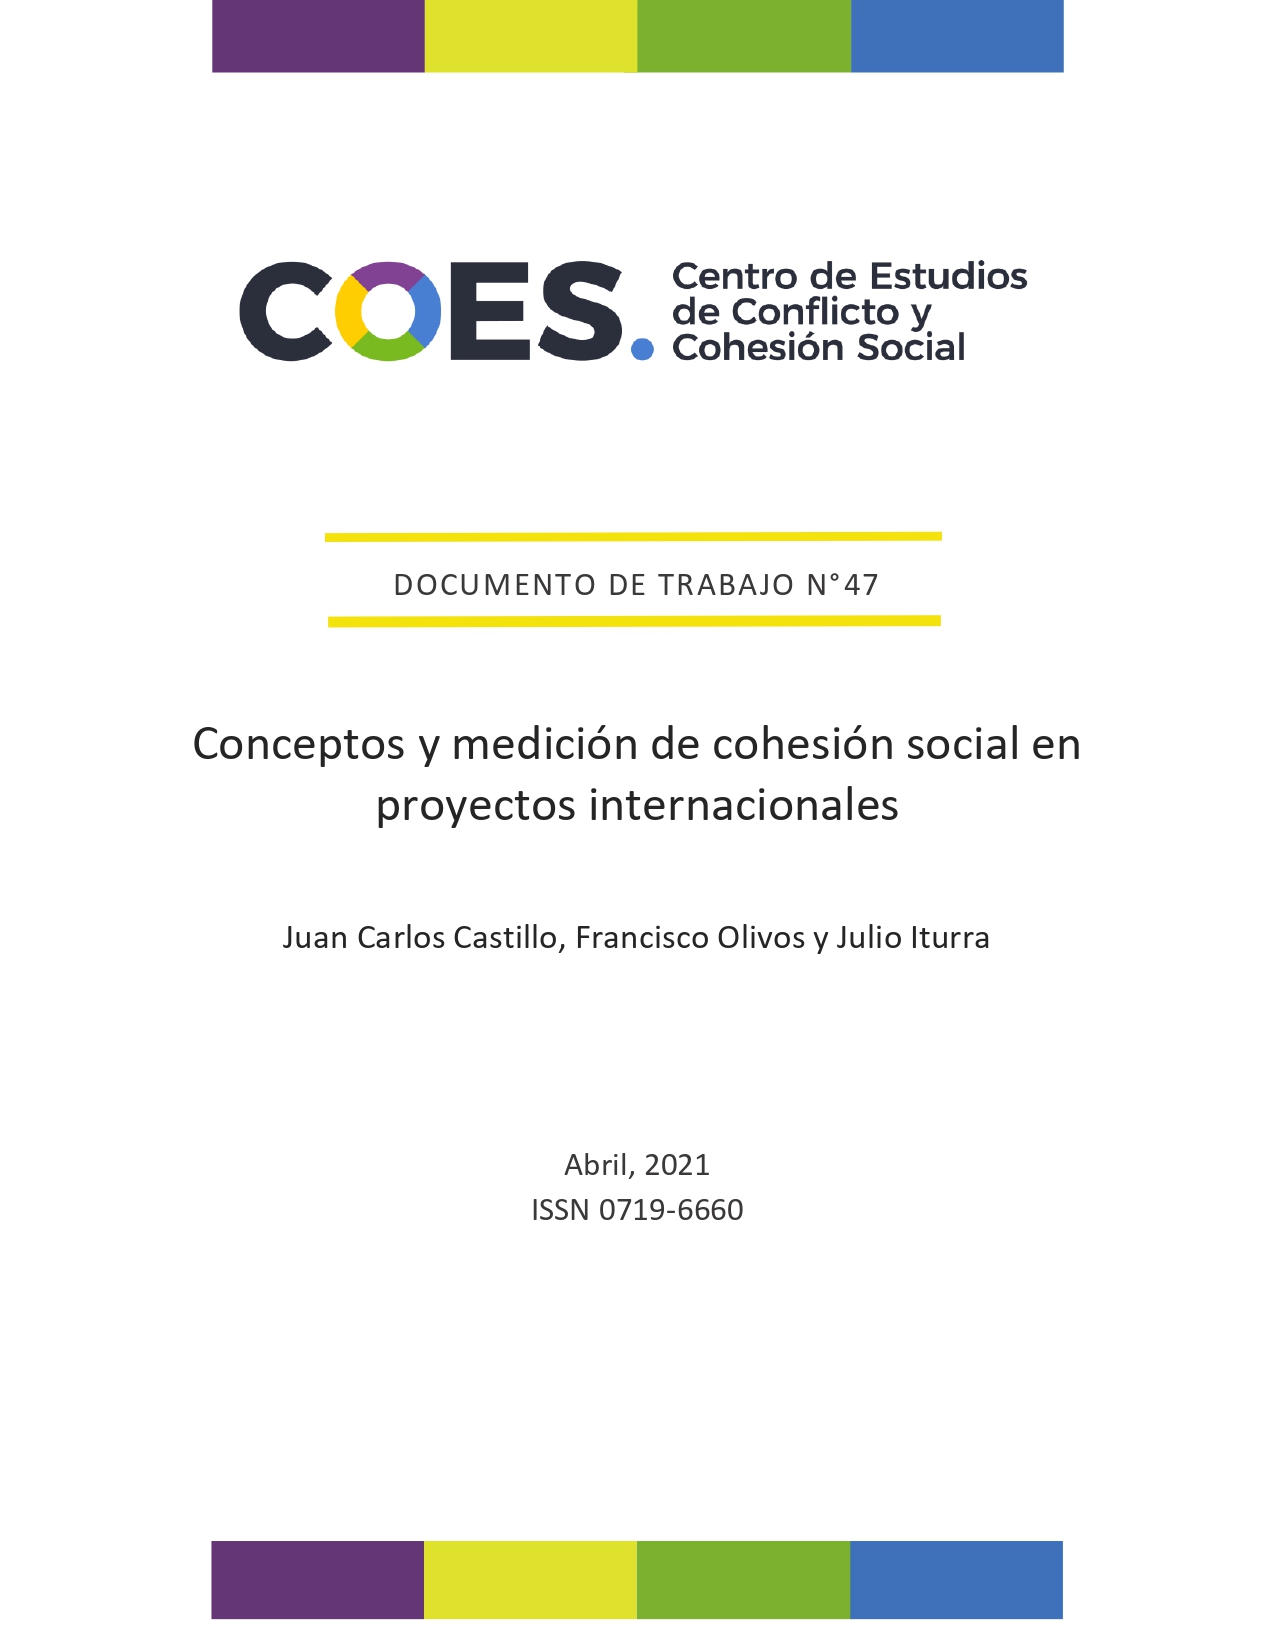 COES.
Centro de Estudios
de Conflicto y
Cohesión Social
DOCUMENTO DE TRABAJO N°47
Conceptos y medición de cohesión social en
proyectos internacionales
Juan Carlos Castillo, Francisco Olivos y Julio Iturra
Abril, 2021
ISSN 0719-6660